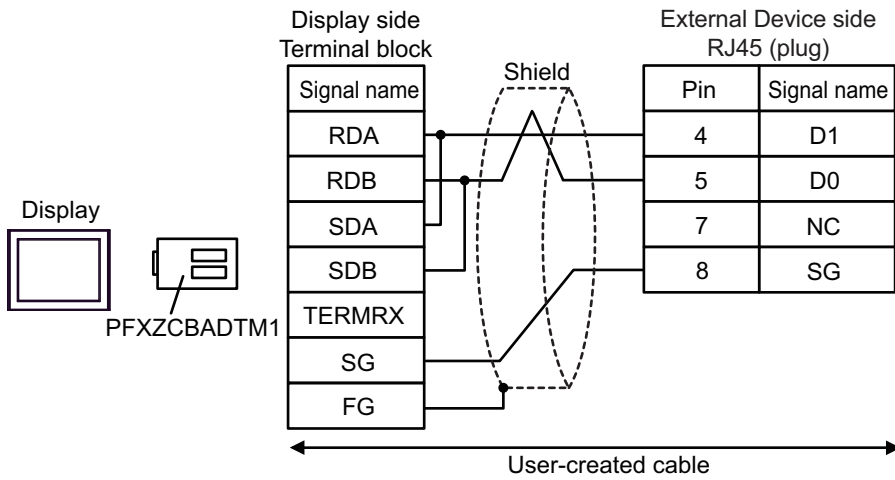 Display side
Terminal block
External Device side
RJ45 (plug)
Shield
Signal name
Pin Signal name
RDA
4 D1
RDB
5 D0
Display
SDA
7 NC
SDB
8 SG
PFXZCBADTM1
TERMRX
SG
FG
User-created cable